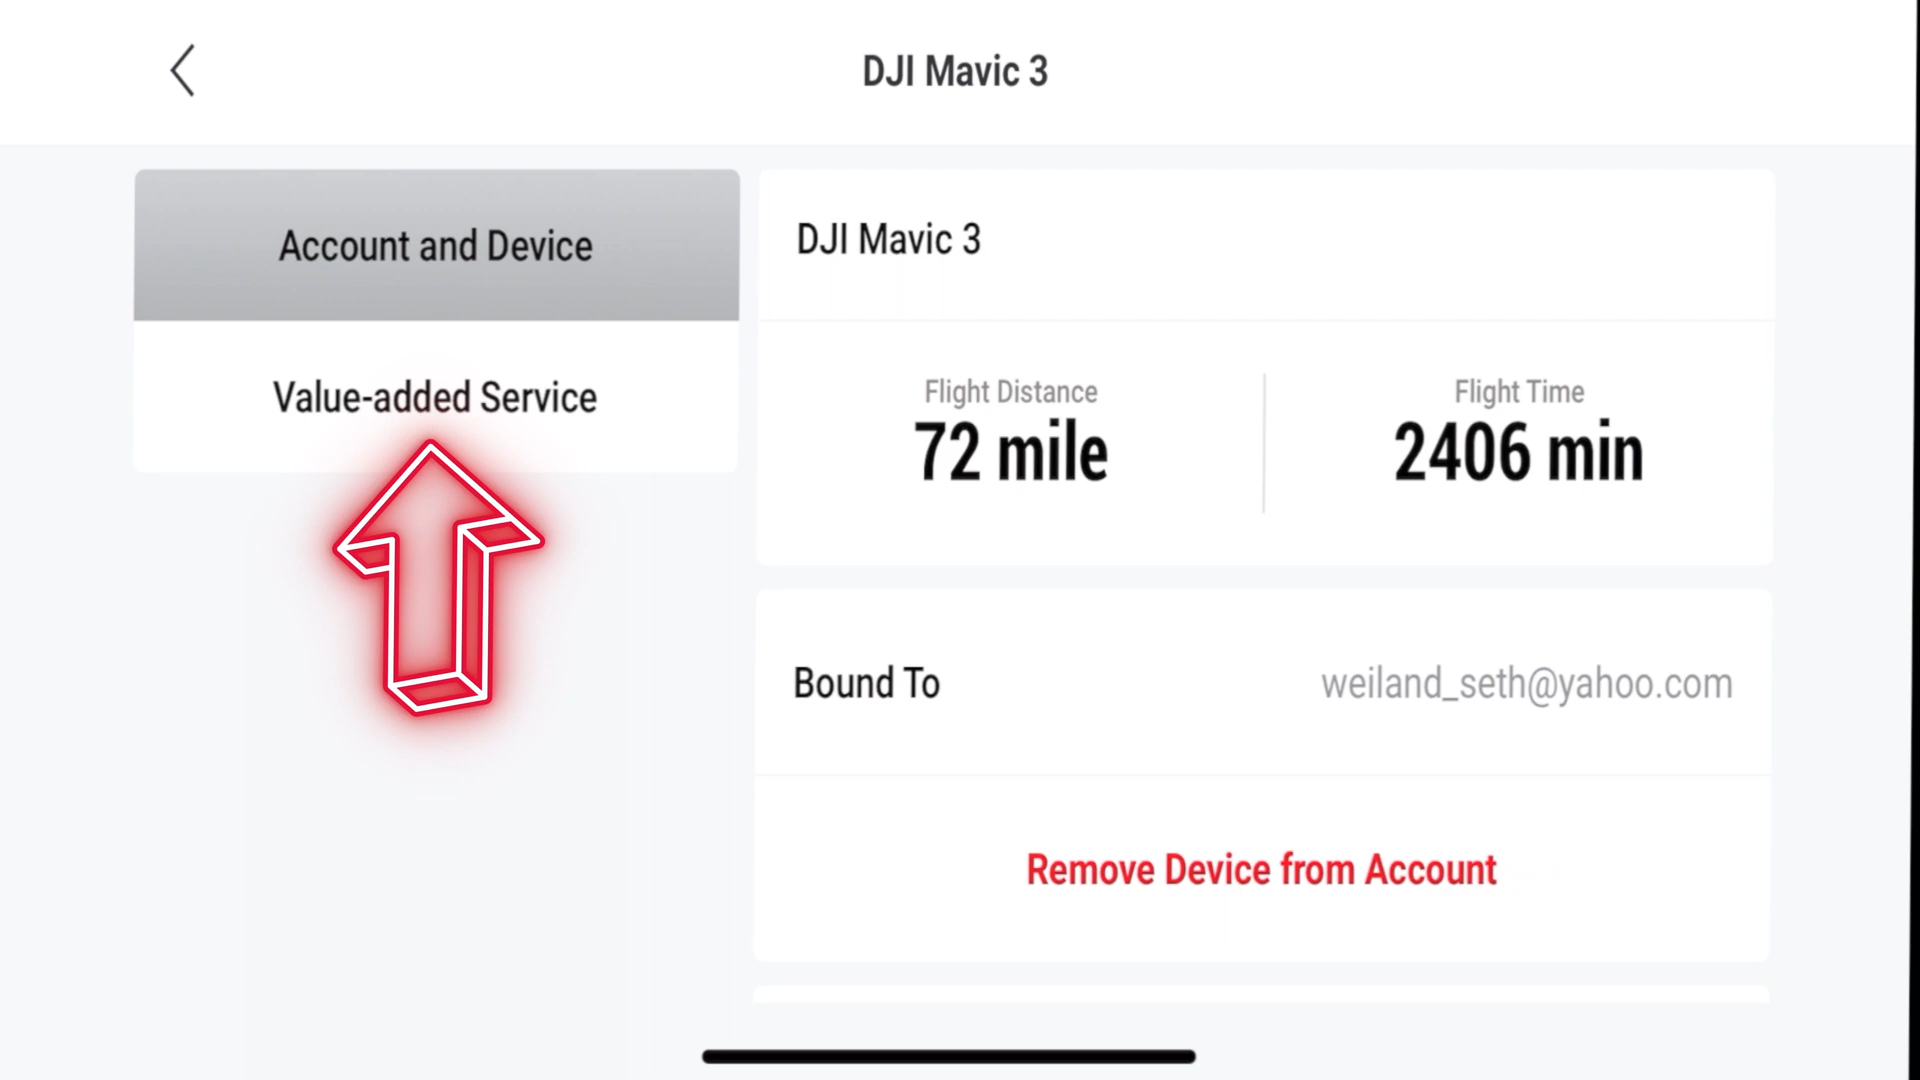 DJI Mavic 3
Account and Device
Value-added Service
DJI Mavic 3
Flight Distance
72 mile
Flight Time
2406 min
Bound To
weiland_seth@yahoo.com
Remove Device from Account